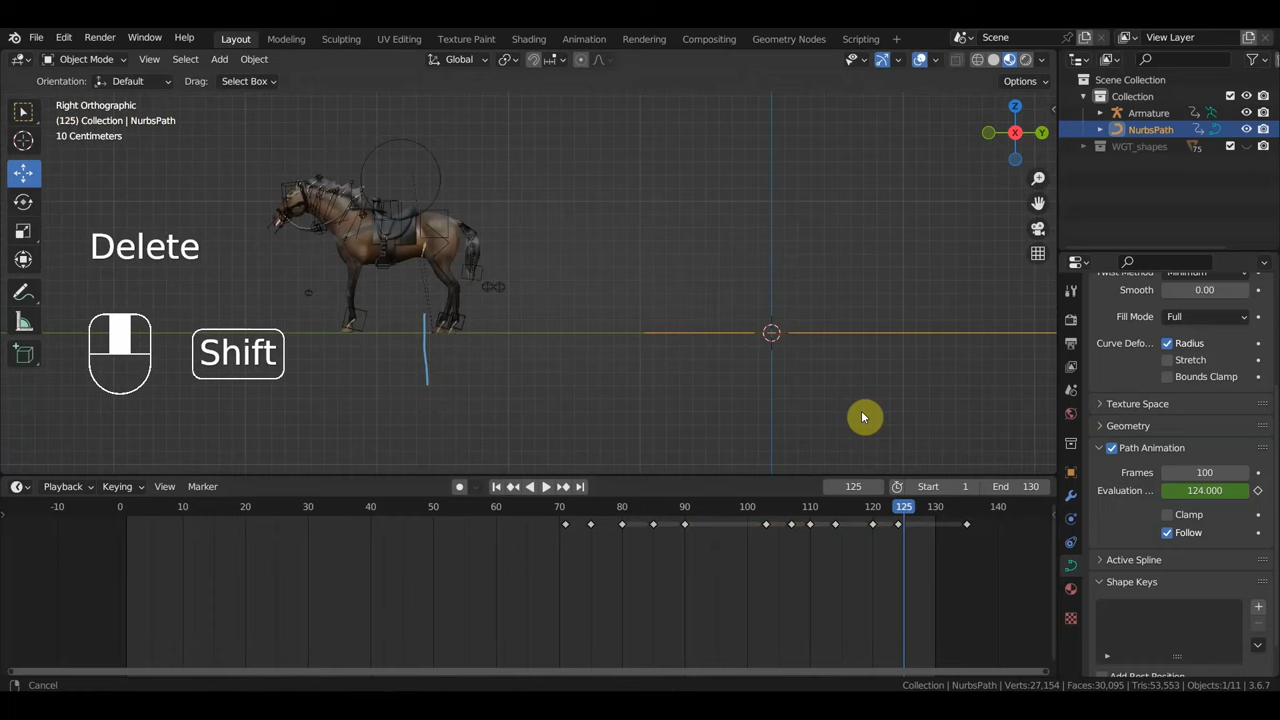 File Edit Render Window Help Layout Modeling Sculpting UV Editing Texture Paint Shading Animation Rendering Compositing Geometry Nodes Scripting + Scene View Layer
Object Mode View Select Add Object Global
Orientation: Default Drag: Select Box Options
Right Orthographic
(125) Collection | NurbsPath
10 Centimeters
Z
X
Y
Delete
Shift
Scene Collection
Collection
Armature
NurbsPath
WGT_shapes 75
Minimum
Smooth 0.00
Fill Mode Full
Curve Defo... Radius
Stretch
Bounds Clamp
Texture Space
Geometry
Path Animation
Frames 100
Evaluation ... 124.000
Clamp
Follow
Active Spline
Shape Keys
Playback Keying View Marker 125 Start 1 End 130
-10 0 10 20 30 40 50 60 70 80 90 100 110 120 125 130 140
Cancel
Collection | NurbsPath | Verts:27,154 | Faces:30,095 | Tris:53,553 | Objects:1/11 | 3.6.7